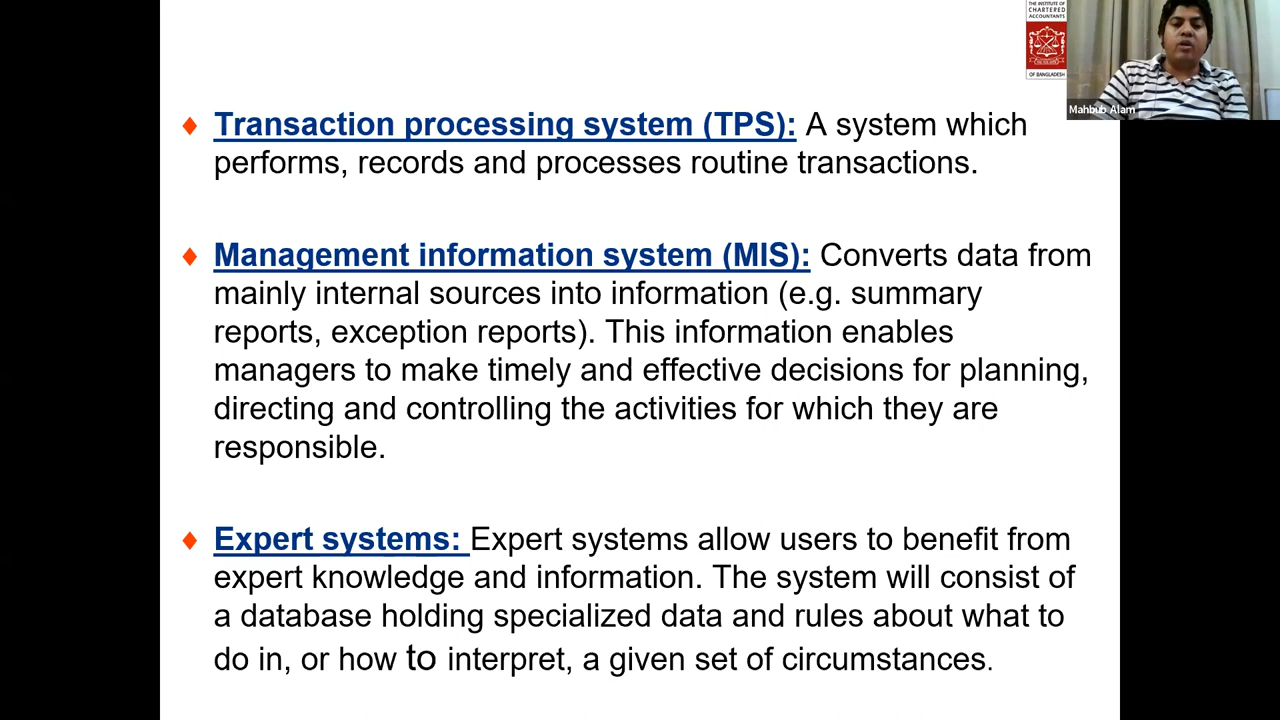 THE INSTITUTE OF
CHARTERED
ACCOUNTANTS
OF BANGLADESH
Mahbub Alam
Transaction processing system (TPS): A system which
performs, records and processes routine transactions.
Management information system (MIS): Converts data from
mainly internal sources into information (e.g. summary
reports, exception reports). This information enables
managers to make timely and effective decisions for planning,
directing and controlling the activities for which they are
responsible.
Expert systems: Expert systems allow users to benefit from
expert knowledge and information. The system will consist of
a database holding specialized data and rules about what to
do in, or how to interpret, a given set of circumstances.